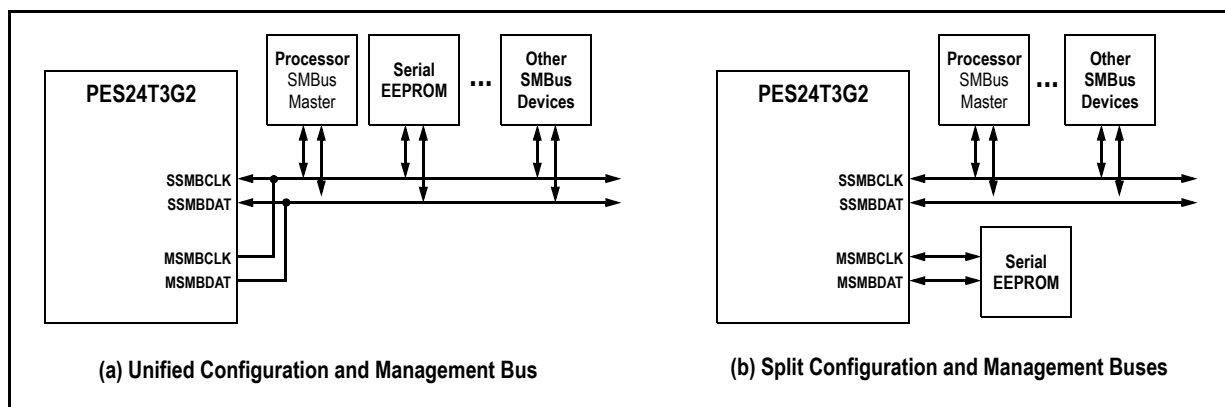 PES24T3G2
Processor
SMBus
Master
Serial
EEPROM
...
Other
SMBus
Devices
SSMBCLK
SSMBDAT
MSMBCLK
MSMBDAT
(a) Unified Configuration and Management Bus
PES24T3G2
Processor
SMBus
Master
...
Other
SMBus
Devices
SSMBCLK
SSMBDAT
MSMBCLK
MSMBDAT
Serial
EEPROM
(b) Split Configuration and Management Buses